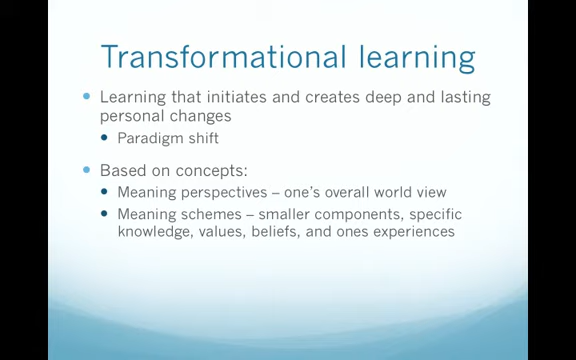 Transformational learning
Learning that initiates and creates deep and lasting
personal changes
Paradigm shift
Based on concepts:
Meaning perspectives – one's overall world view
Meaning schemes – smaller components, specific
knowledge, values, beliefs, and ones experiences